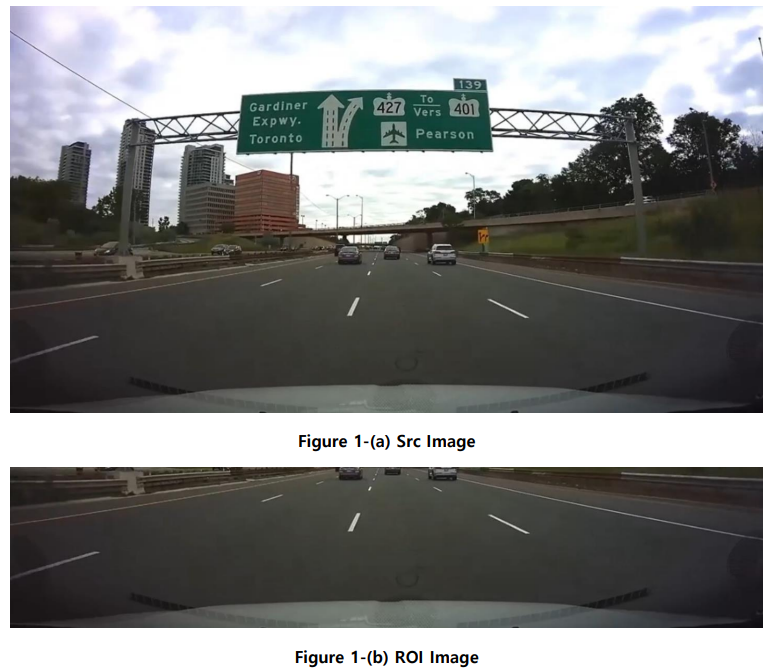 139
Gardiner
Expwy.
Toronto
427 To Vers 401
Pearson
Figure 1-(a) Src Image
Figure 1-(b) ROI Image